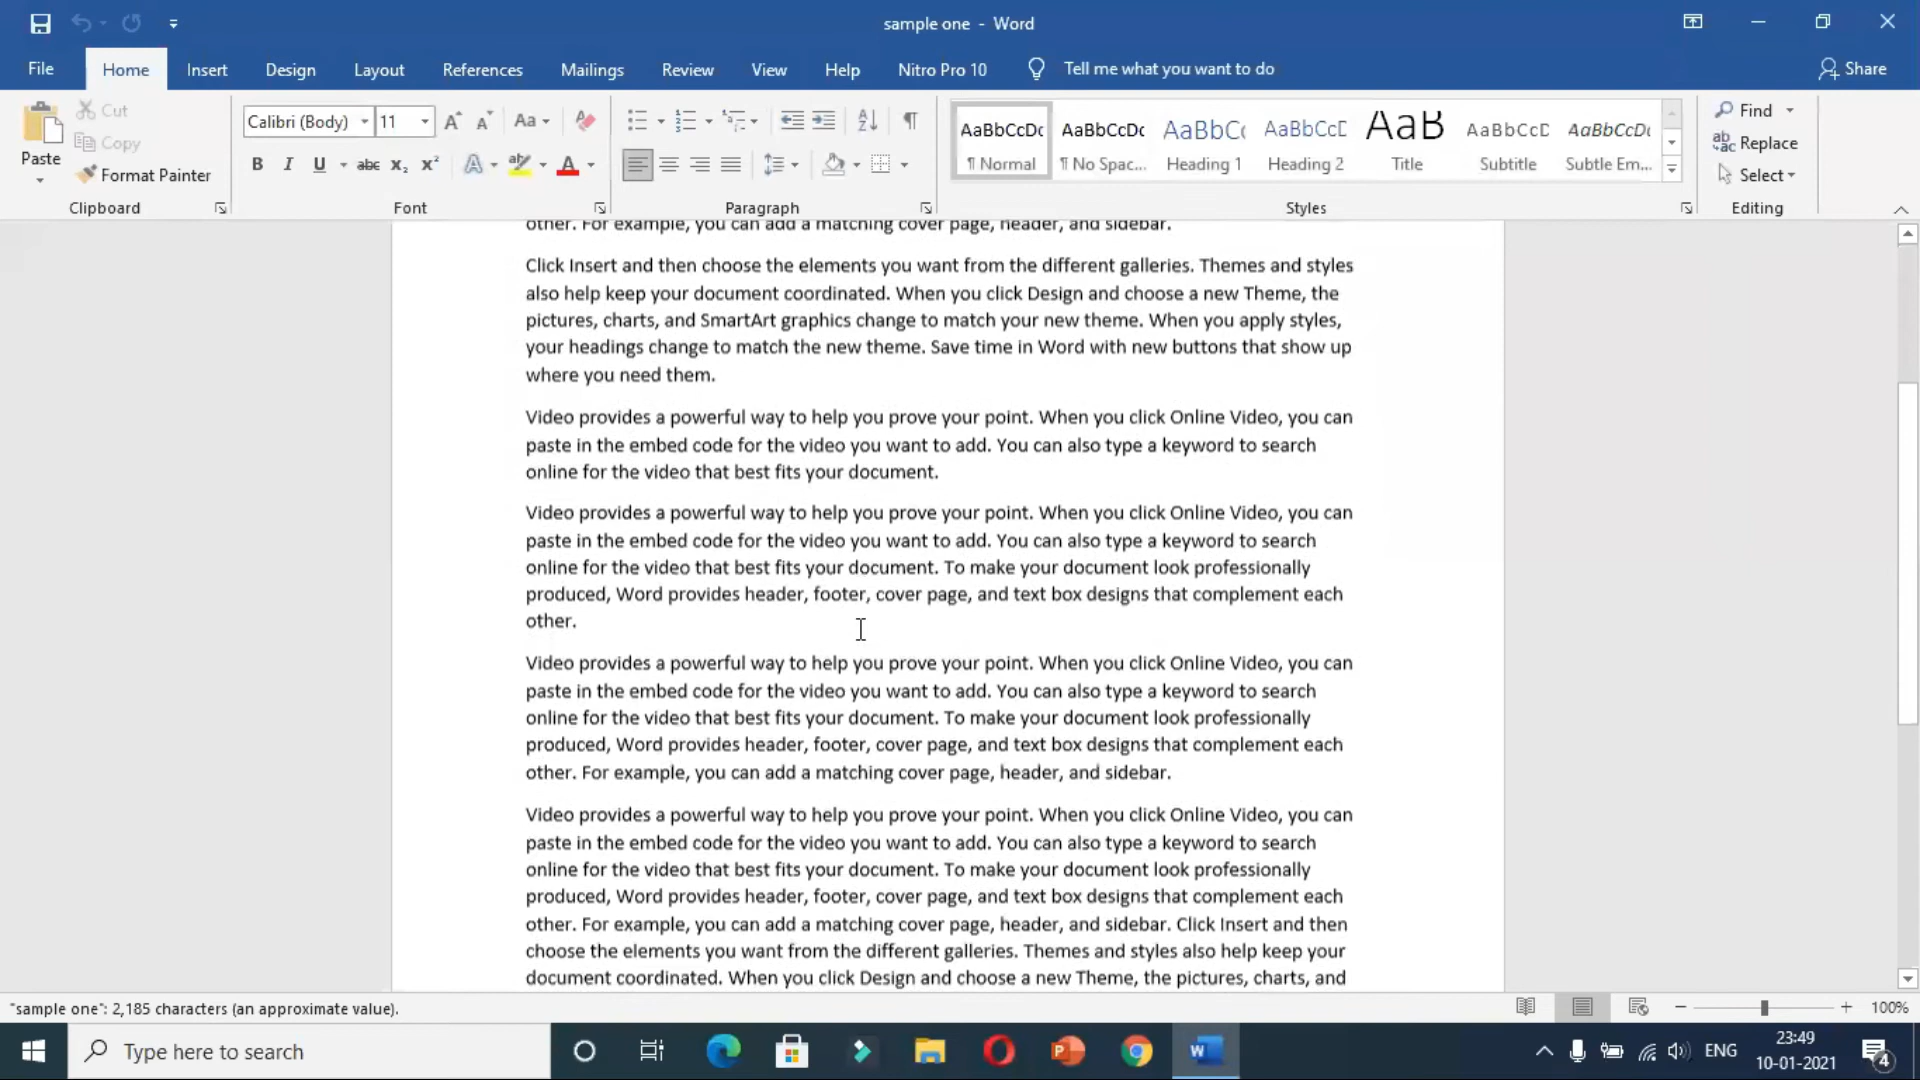 sample one - Word
File Home Insert Design Layout References Mailings Review View Help Nitro Pro 10 Tell me what you want to do Share
Paste
Cut
Copy
Format Painter
Clipboard
Calibri (Body) 11 Aa
B I U abc x₂ x² A A
Font
Paragraph
AaBbCcDc AaBbCcDc AaBbC AaBbCcD AaB AaBbCcD AaBbCcDi
¶ Normal ¶ No Spac... Heading 1 Heading 2 Title Subtitle Subtle Em...
Styles
Find
Replace
Select
Editing
other. For example, you can add a matching cover page, header, and sidebar.
Click Insert and then choose the elements you want from the different galleries. Themes and styles
also help keep your document coordinated. When you click Design and choose a new Theme, the
pictures, charts, and SmartArt graphics change to match your new theme. When you apply styles,
your headings change to match the new theme. Save time in Word with new buttons that show up
where you need them.
Video provides a powerful way to help you prove your point. When you click Online Video, you can
paste in the embed code for the video you want to add. You can also type a keyword to search
online for the video that best fits your document.
Video provides a powerful way to help you prove your point. When you click Online Video, you can
paste in the embed code for the video you want to add. You can also type a keyword to search
online for the video that best fits your document. To make your document look professionally
produced, Word provides header, footer, cover page, and text box designs that complement each
other.
Video provides a powerful way to help you prove your point. When you click Online Video, you can
paste in the embed code for the video you want to add. You can also type a keyword to search
online for the video that best fits your document. To make your document look professionally
produced, Word provides header, footer, cover page, and text box designs that complement each
other. For example, you can add a matching cover page, header, and sidebar.
Video provides a powerful way to help you prove your point. When you click Online Video, you can
paste in the embed code for the video you want to add. You can also type a keyword to search
online for the video that best fits your document. To make your document look professionally
produced, Word provides header, footer, cover page, and text box designs that complement each
other. For example, you can add a matching cover page, header, and sidebar. Click Insert and then
choose the elements you want from the different galleries. Themes and styles also help keep your
document coordinated. When you click Design and choose a new Theme, the pictures, charts, and
"sample one": 2,185 characters (an approximate value).
100%
Type here to search
ENG
23:49
10-01-2021
4